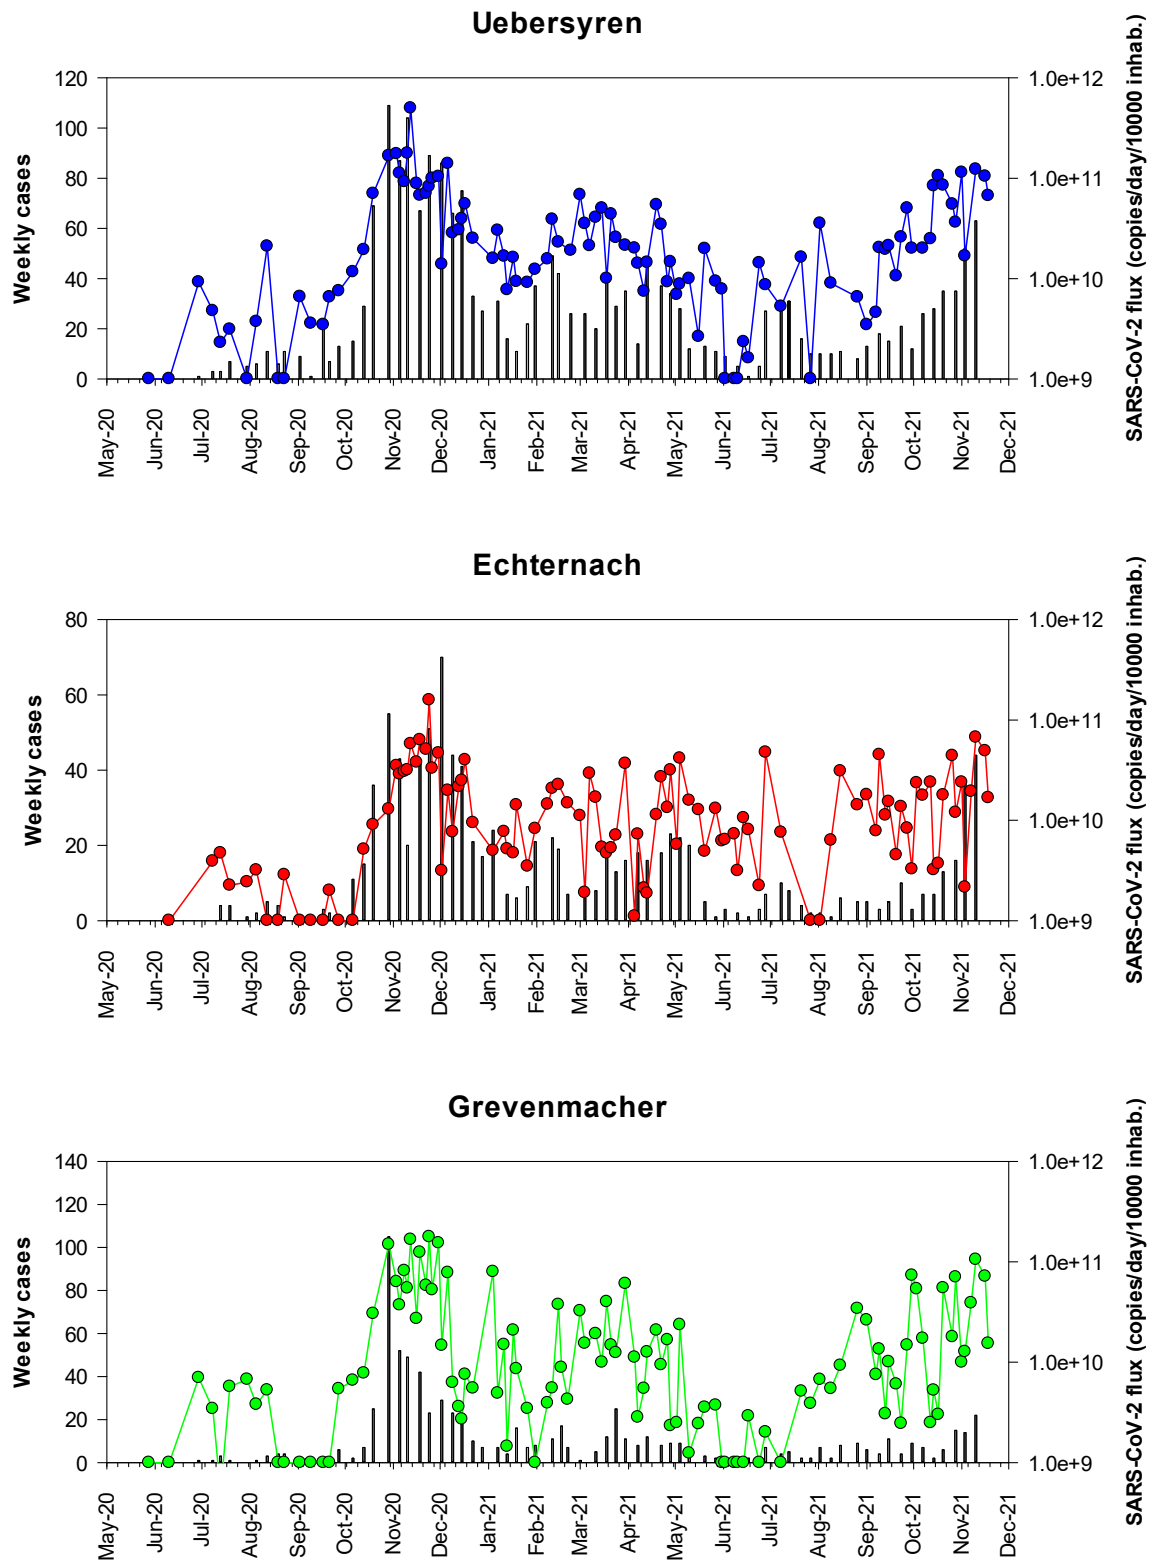 Uebersyren
Weekly cases
SARS-CoV-2 flux (copies/day/10000 inhab.)
120
100
80
60
40
20
0
1.0e+12
1.0e+11
1.0e+10
1.0e+9
May-20
Jun-20
Jul-20
Aug-20
Sep-20
Oct-20
Nov-20
Dec-20
Jan-21
Feb-21
Mar-21
Apr-21
May-21
Jun-21
Jul-21
Aug-21
Sep-21
Oct-21
Nov-21
Dec-21
Echternach
Weekly cases
SARS-CoV-2 flux (copies/day/10000 inhab.)
80
60
40
20
0
1.0e+12
1.0e+11
1.0e+10
1.0e+9
May-20
Jun-20
Jul-20
Aug-20
Sep-20
Oct-20
Nov-20
Dec-20
Jan-21
Feb-21
Mar-21
Apr-21
May-21
Jun-21
Jul-21
Aug-21
Sep-21
Oct-21
Nov-21
Dec-21
Grevenmacher
Weekly cases
SARS-CoV-2 flux (copies/day/10000 inhab.)
140
120
100
80
60
40
20
0
1.0e+12
1.0e+11
1.0e+10
1.0e+9
May-20
Jun-20
Jul-20
Aug-20
Sep-20
Oct-20
Nov-20
Dec-20
Jan-21
Feb-21
Mar-21
Apr-21
May-21
Jun-21
Jul-21
Aug-21
Sep-21
Oct-21
Nov-21
Dec-21